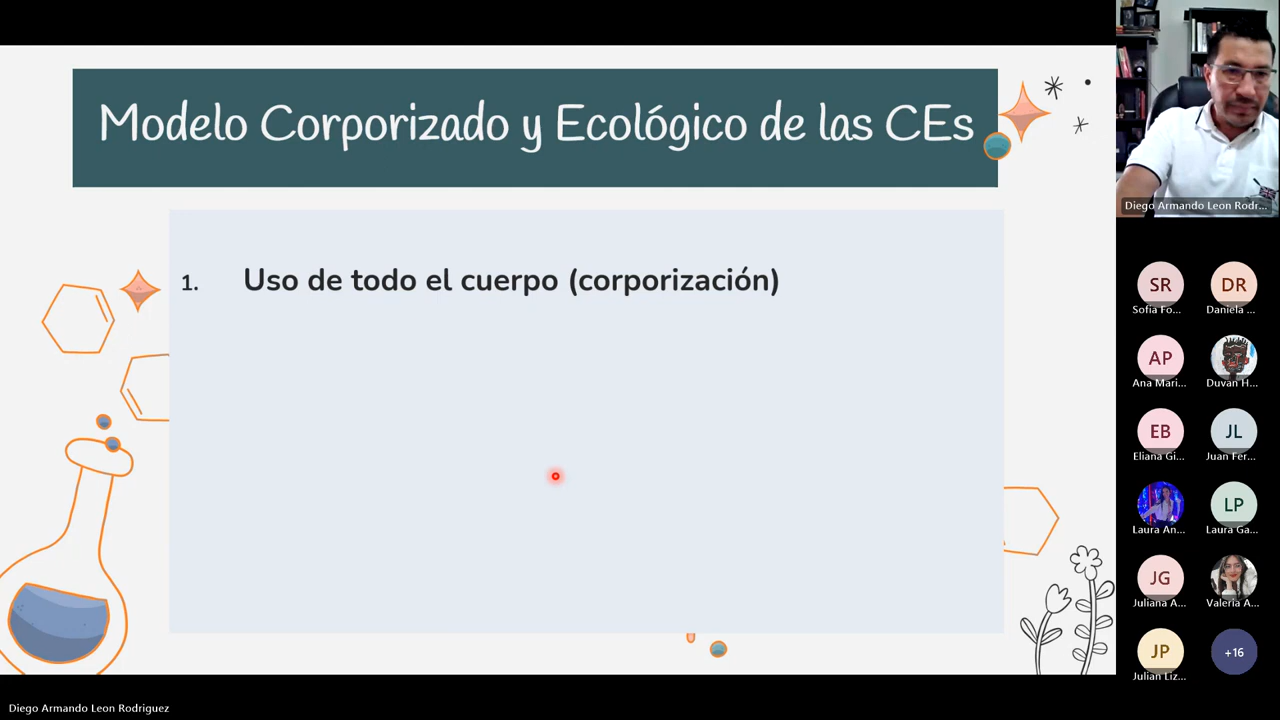 Modelo Corporizado y Ecológico de las CEs
1. Uso de todo el cuerpo (corporización)
Diego Armando Leon Rodr...
SR
DR
Sofía Fo...
Daniela ...
AP
Ana Mari...
Duvan H...
EB
JL
Eliana Gi...
Juan Fer...
LP
Laura An...
Laura Ga...
JG
Juliana A...
Valeria A...
JP
+16
Julian Liz...
Diego Armando Leon Rodriguez